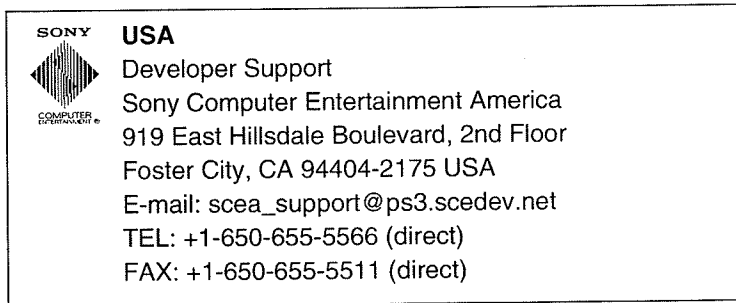 SONY
COMPUTER
ENTERTAINMENT ®
USA
Developer Support
Sony Computer Entertainment America
919 East Hillsdale Boulevard, 2nd Floor
Foster City, CA 94404-2175 USA
E-mail: scea_support@ps3.scedev.net
TEL: +1-650-655-5566 (direct)
FAX: +1-650-655-5511 (direct)